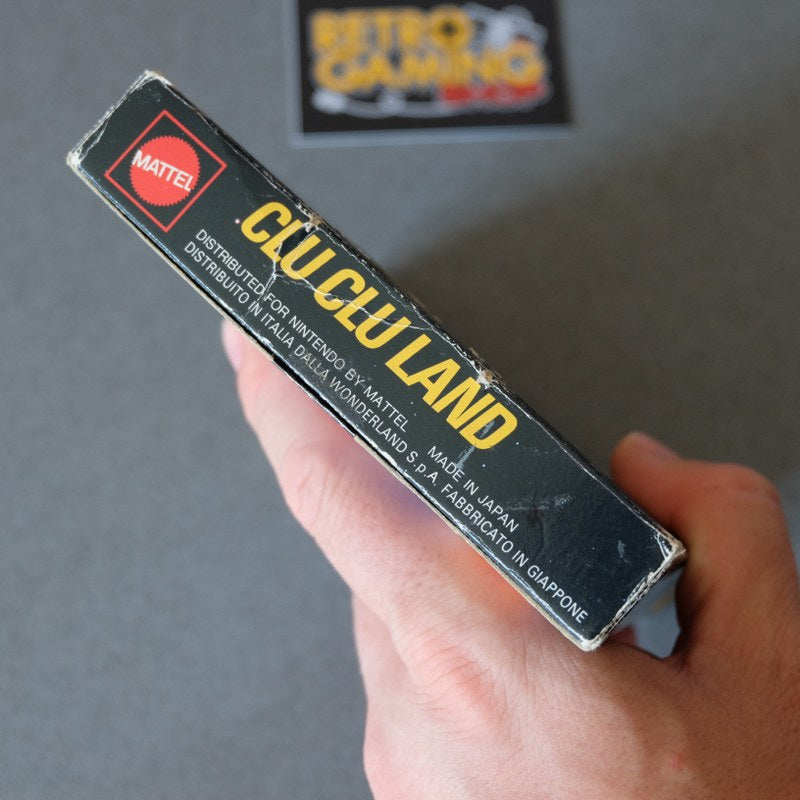 RETRO
GAMING
MATTEL
CLU CLU LAND
DISTRIBUTED FOR NINTENDO BY MATTEL MADE IN JAPAN
DISTRIBUITO IN ITALIA DALLA WONDERLAND S.p.A. FABBRICATO IN GIAPPONE